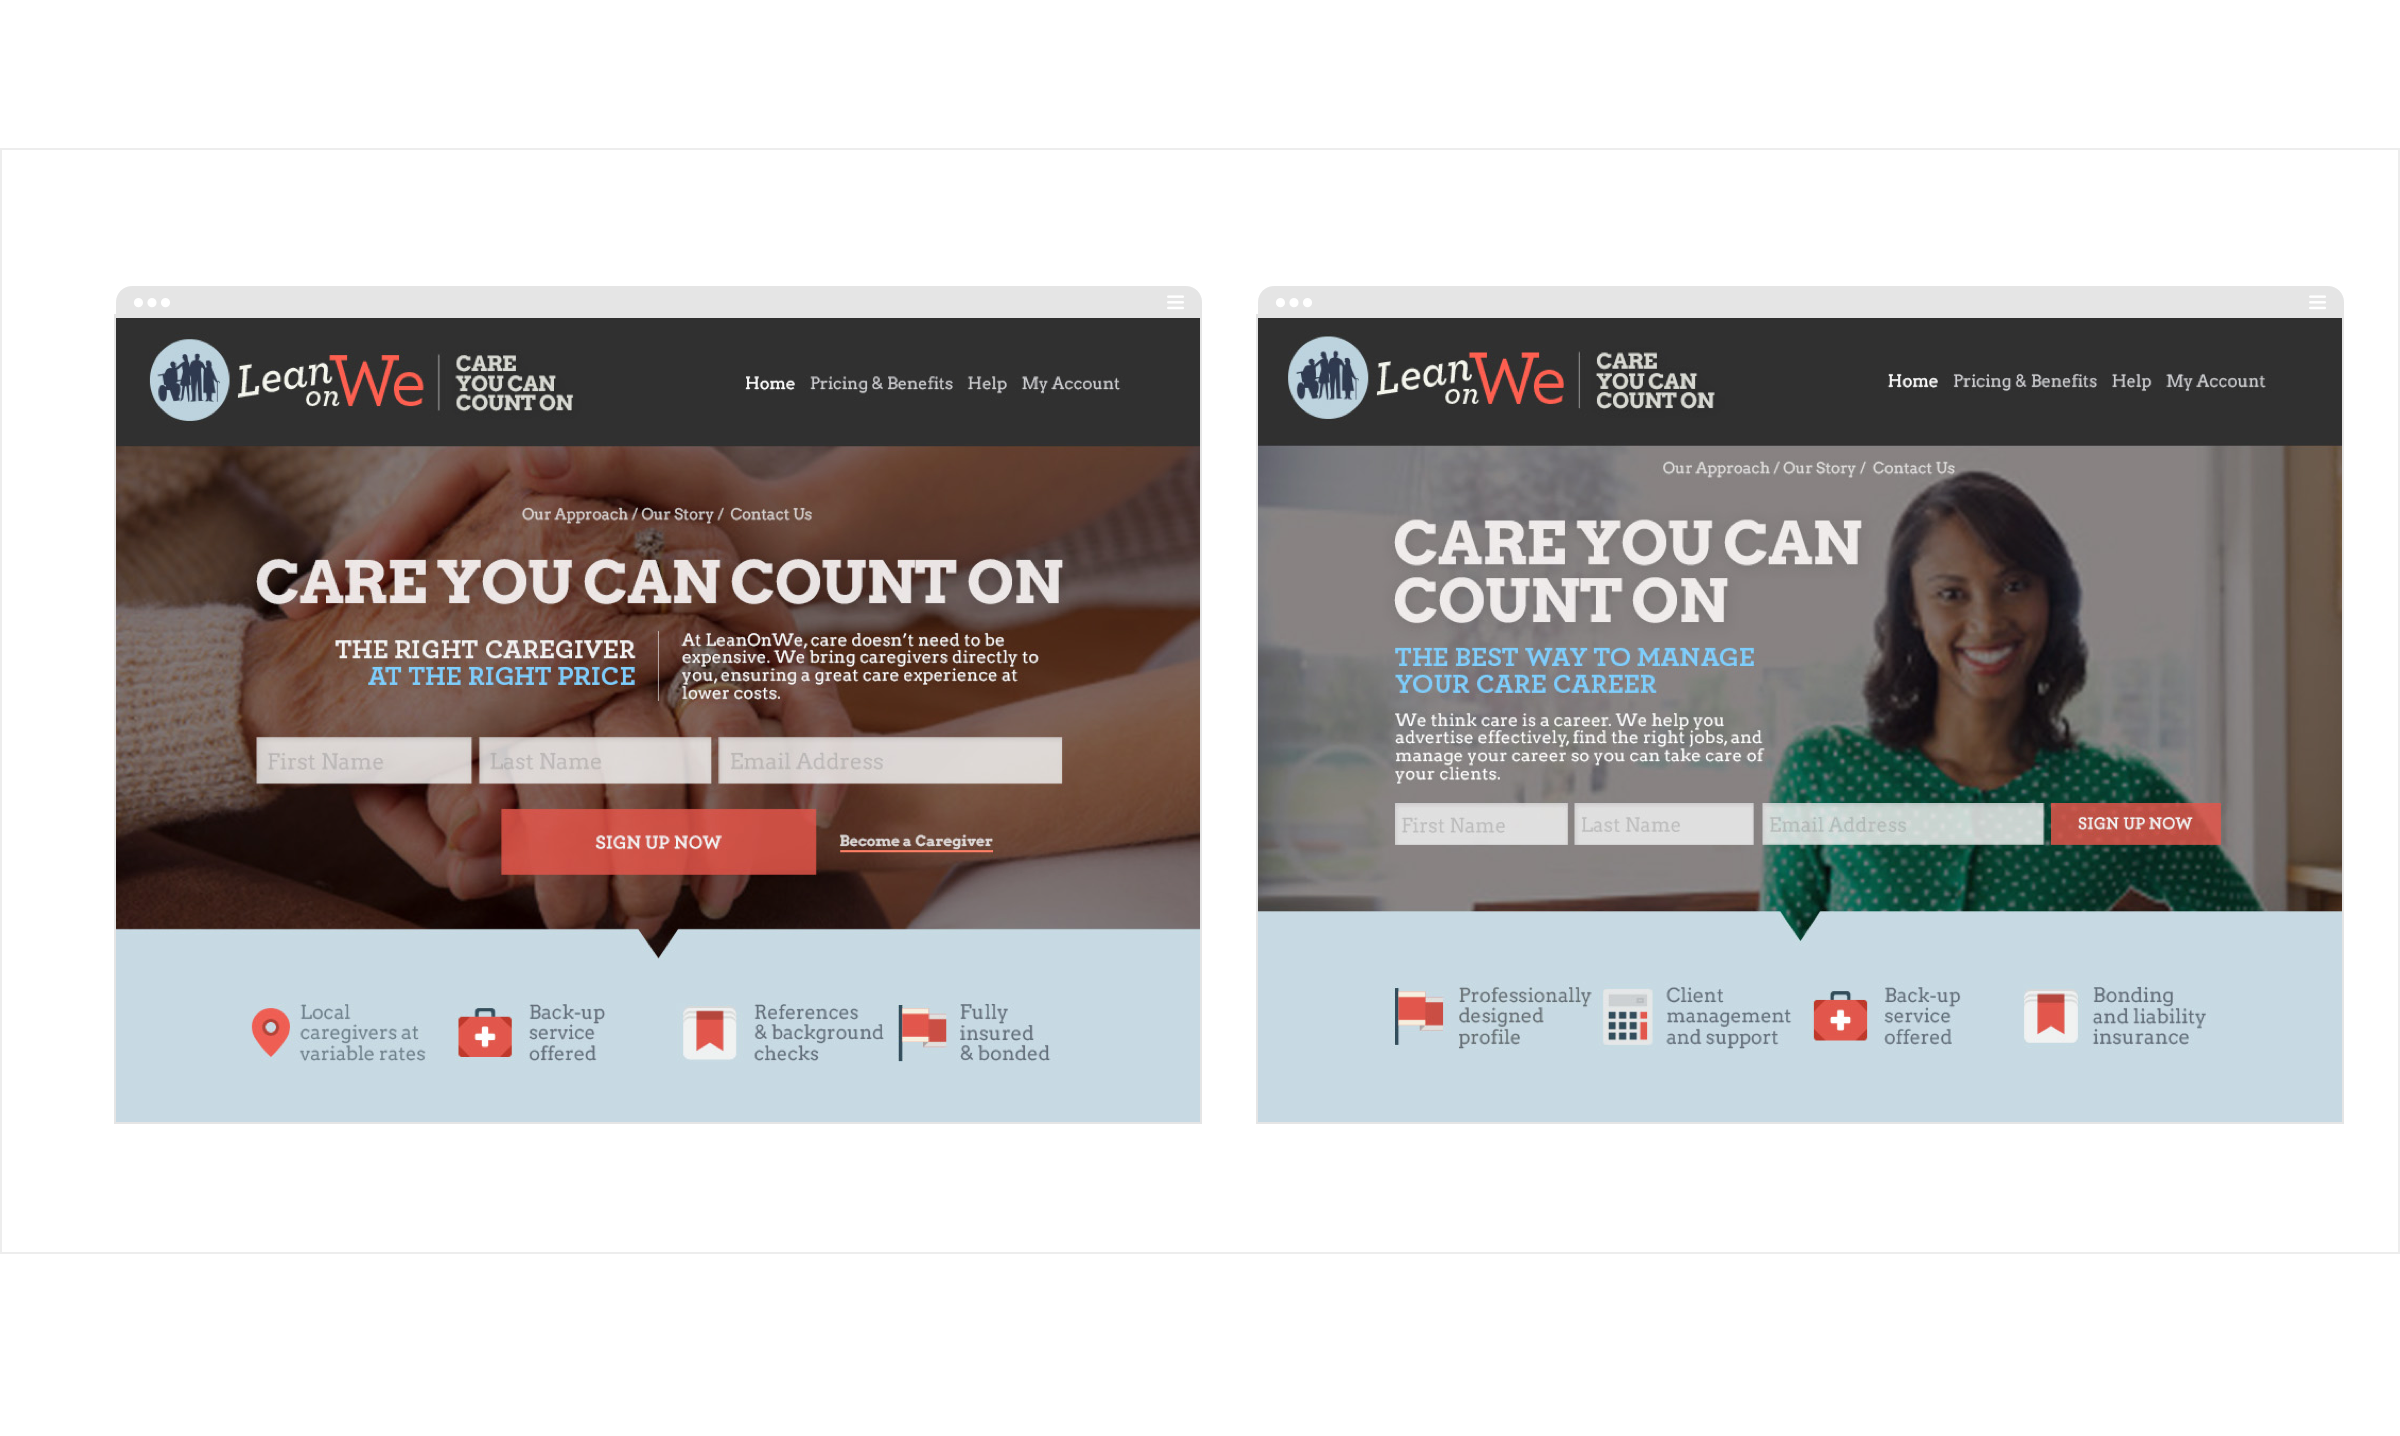 Lean on We
CARE
YOU CAN
COUNT ON
Home Pricing & Benefits Help My Account
Our Approach / Our Story / Contact Us
CARE YOU CAN COUNT ON
THE RIGHT CAREGIVER
AT THE RIGHT PRICE
At LeanOnWe, care doesn't need to be
expensive. We bring caregivers directly to
you, ensuring a great care experience at
lower costs.
First Name
Last Name
Email Address
SIGN UP NOW
Become a Caregiver
Local
caregivers at
variable rates
Back-up
service
offered
References
& background
checks
Fully
insured
& bonded
Lean on We
CARE
YOU CAN
COUNT ON
Home Pricing & Benefits Help My Account
Our Approach / Our Story / Contact Us
CARE YOU CAN
COUNT ON
THE BEST WAY TO MANAGE
YOUR CARE CAREER
We think care is a career. We help you
advertise effectively, find the right jobs, and
manage your career so you can take care of
your clients.
First Name
Last Name
Email Address
SIGN UP NOW
Professionally
designed
profile
Client
management
and support
Back-up
service
offered
Bonding
and liability
insurance